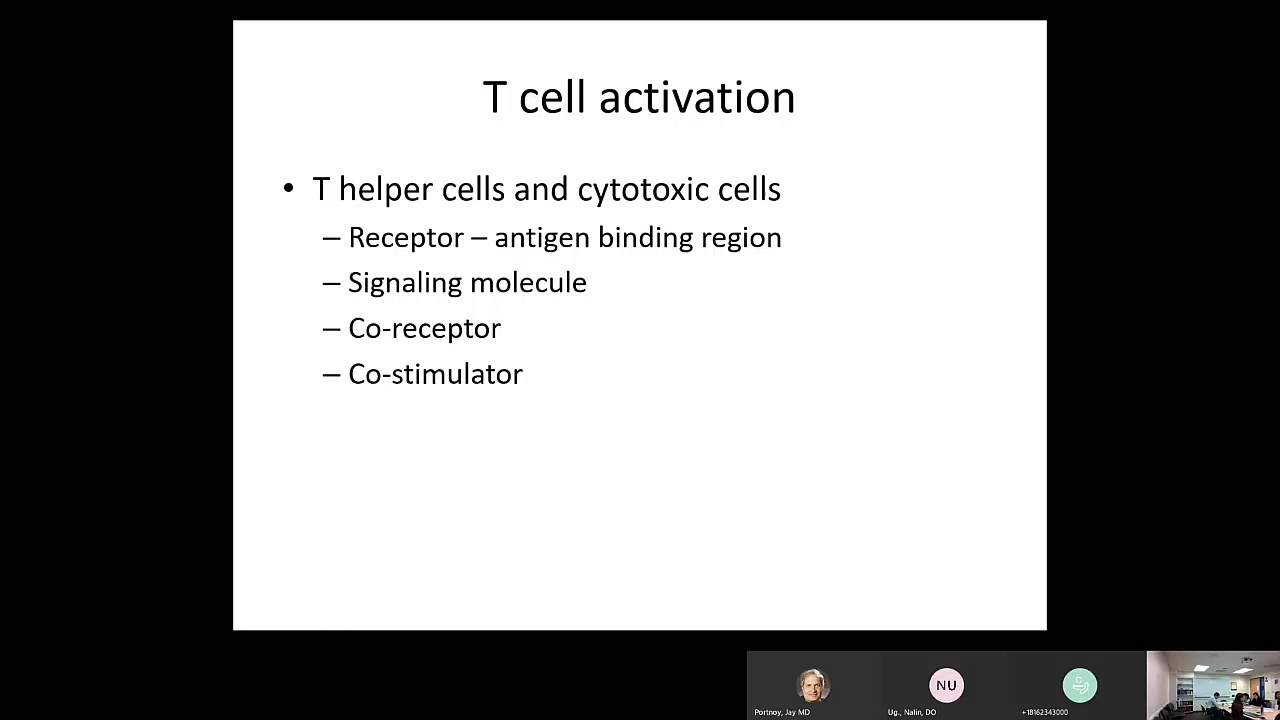 T cell activation
• T helper cells and cytotoxic cells
– Receptor – antigen binding region
– Signaling molecule
– Co-receptor
– Co-stimulator
NU
Portnoy, Jay MD
Ug., Nalin, DO
+18162343000